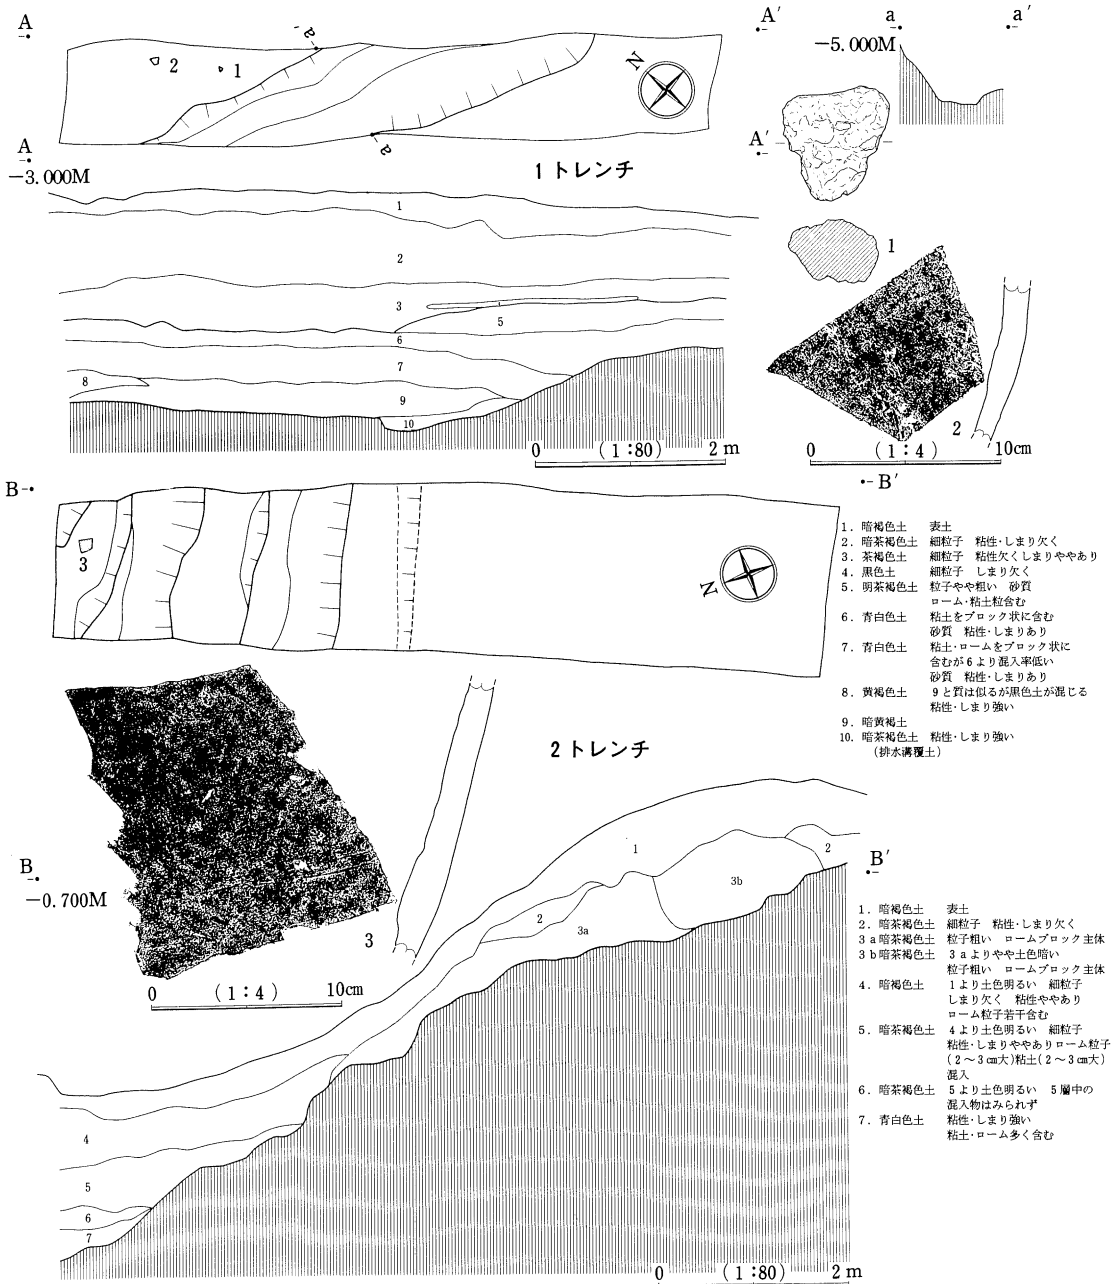 A
A′
a
a′
−5.000M
2
1
a′
N
a
A
A′
−3.000M
1トレンチ
1
1
2
3
4
5
6
7
8
9
10
2
0 (1:80) 2m
0 (1:4) 10cm
B
B′
3
N
1. 暗褐色土 表土
2. 暗茶褐色土 細粒子 粘性・しまり欠く
3. 茶褐色土 細粒子 粘性欠くしまりややあり
4. 黒色土 細粒子 しまり欠く
5. 明茶褐色土 粒子やや粗い 砂質
ローム・粘土粒含む
6. 青白色土 粘土をブロック状に含む
砂質 粘性・しまりあり
7. 青白色土 粘土・ロームをブロック状に
含むが6より混入率低い
砂質 粘性・しまりあり
8. 黄褐色土 9と質は似るが黒色土が混じる
粘性・しまり強い
9. 暗黄褐土
10. 暗茶褐色土 粘性・しまり強い
(排水溝覆土)
2トレンチ
B
−0.700M
B′
3
0 (1:4) 10cm
1
2
2
3b
3a
4
5
6
7
1. 暗褐色土 表土
2. 暗茶褐色土 細粒子 粘性・しまり欠く
3a暗茶褐色土 粒子粗い ロームブロック主体
3b暗茶褐色土 3aよりやや土色暗い
粒子粗い ロームブロック主体
4. 暗褐色土 1より土色明るい 細粒子
しまり欠く 粘性ややあり
ローム粒子若干含む
5. 暗茶褐色土 4より土色明るい 細粒子
粘性・しまりややありローム粒子
(2〜3㎝大)粘土(2〜3㎝大)
混入
6. 暗茶褐色土 5より土色明るい 5層中の
混入物はみられず
7. 青白色土 粘性・しまり強い
粘土・ローム多く含む
0 (1:80) 2m